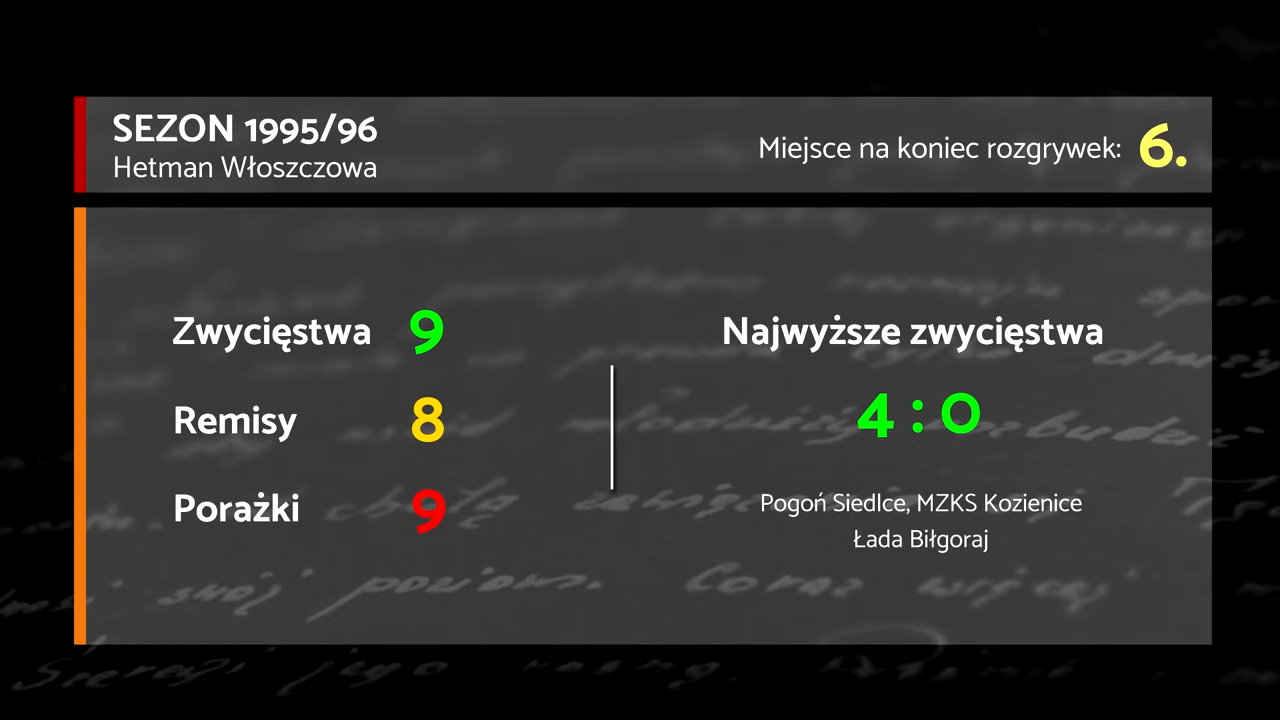 SEZON 1995/96
Hetman Włoszczowa
Miejsce na koniec rozgrywek: 6.
Zwycięstwa 9
Remisy 8
Porażki 9
Najwyższe zwycięstwa
4 : 0
Pogoń Siedlce, MZKS Kozienice
Łada Biłgoraj